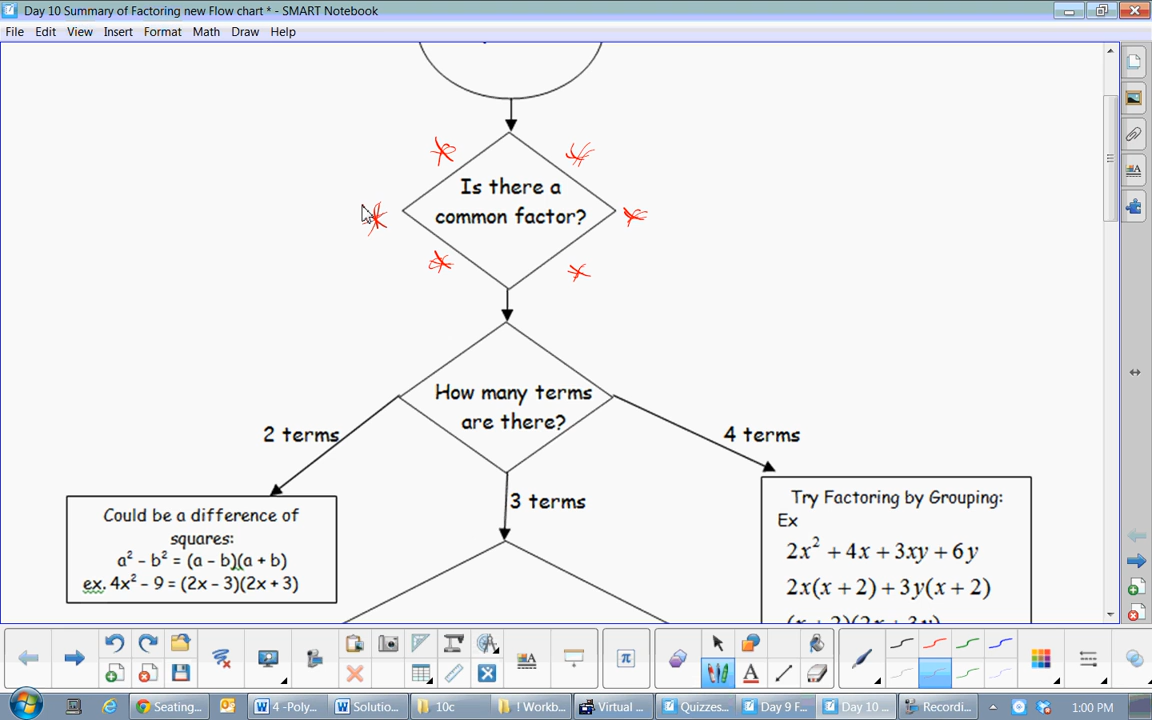 Day 10 Summary of Factoring new Flow chart * - SMART Notebook
File Edit View Insert Format Math Draw Help
Is there a
common factor?
How many terms
are there?
2 terms
4 terms
3 terms
Could be a difference of
squares:
a² – b² = (a – b)(a + b)
ex. 4x² – 9 = (2x – 3)(2x + 3)
Try Factoring by Grouping:
Ex
2x² + 4x + 3xy + 6y
2x(x + 2) + 3y(x + 2)
(x + 2)(2x + 3y)
Seating...
4 -Poly...
Solutio...
10c
! Workb...
Virtual ...
Quizzes...
Day 9 F...
Day 10 ...
Recordi...
1:00 PM